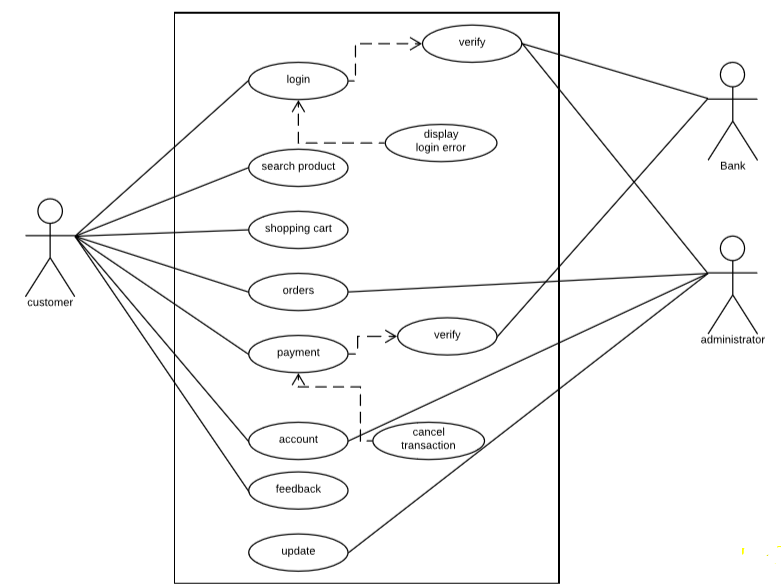 verify
login
display
login error
search product
Bank
shopping cart
orders
customer
verify
payment
administrator
cancel
transaction
account
feedback
update